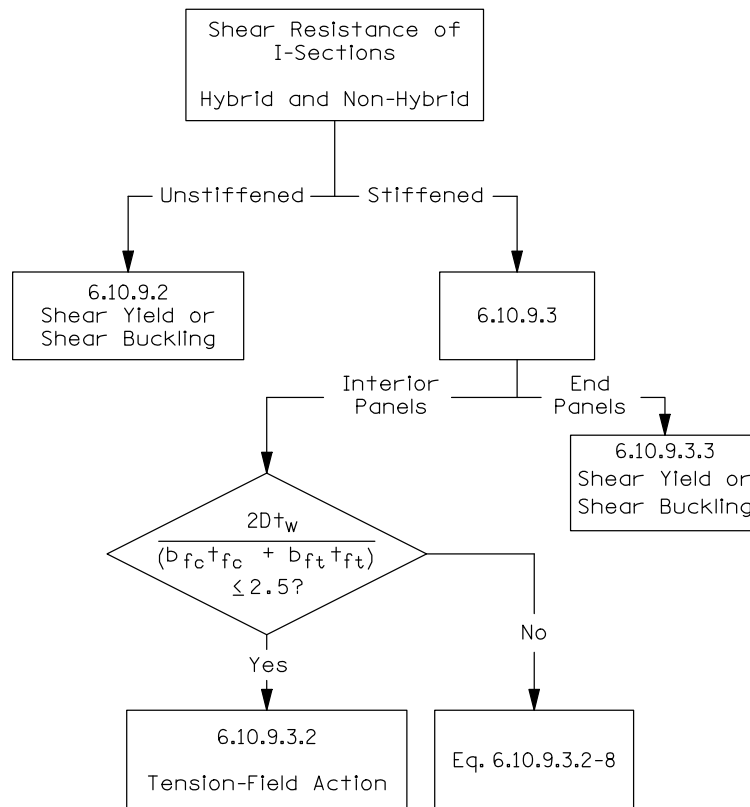 Shear Resistance of
I-Sections
Hybrid and Non-Hybrid
Unstiffened
Stiffened
6.10.9.2
Shear Yield or
Shear Buckling
6.10.9.3
Interior
Panels
End
Panels
6.10.9.3.3
Shear Yield or
Shear Buckling
2Dtw
(bfctfc + bfttft)
≤2.5?
No
Yes
6.10.9.3.2
Tension-Field Action
Eq. 6.10.9.3.2-8